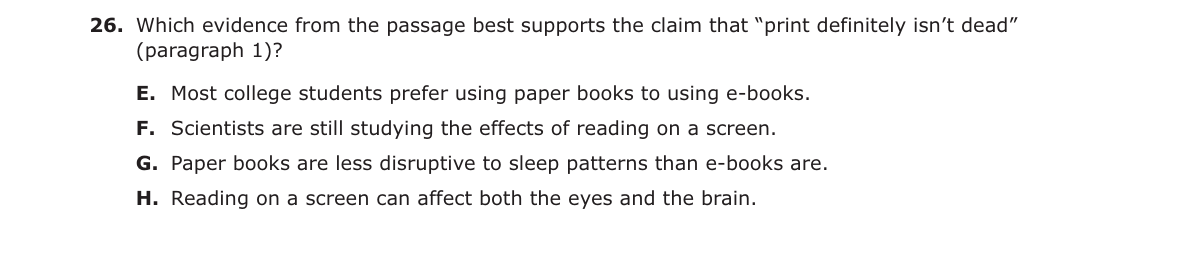 26. Which evidence from the passage best supports the claim that “print definitely isn’t dead”
(paragraph 1)?
E. Most college students prefer using paper books to using e-books.
F. Scientists are still studying the effects of reading on a screen.
G. Paper books are less disruptive to sleep patterns than e-books are.
H. Reading on a screen can affect both the eyes and the brain.